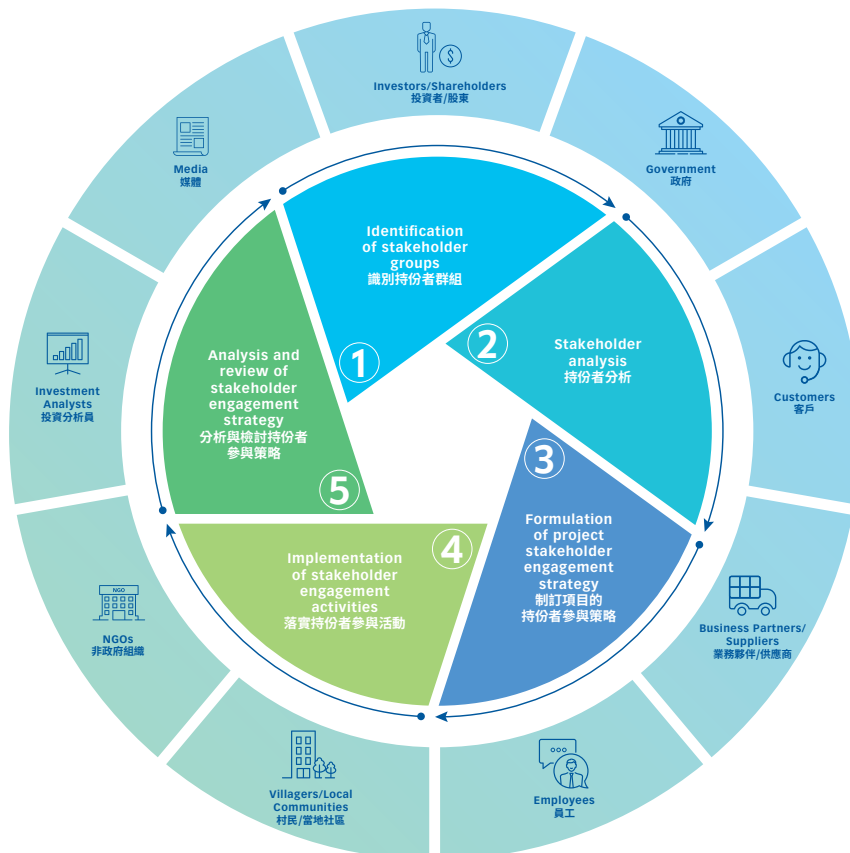 Investors/Shareholders
投資者/股東
$
Government
政府
Customers
客戶
Business Partners/
Suppliers
業務夥伴/供應商
Employees
員工
Villagers/Local
Communities
村民/當地社區
NGO
NGOs
非政府組織
Investment
Analysts
投資分析員
Media
媒體
Identification
of stakeholder
groups
識別持份者群組
1
2
Stakeholder
analysis
持份者分析
3
Formulation
of project
stakeholder
engagement
strategy
制訂項目的
持份者參與策略
4
Implementation
of stakeholder
engagement
activities
落實持份者參與活動
Analysis and
review of
stakeholder
engagement
strategy
分析與檢討持份者
參與策略
5